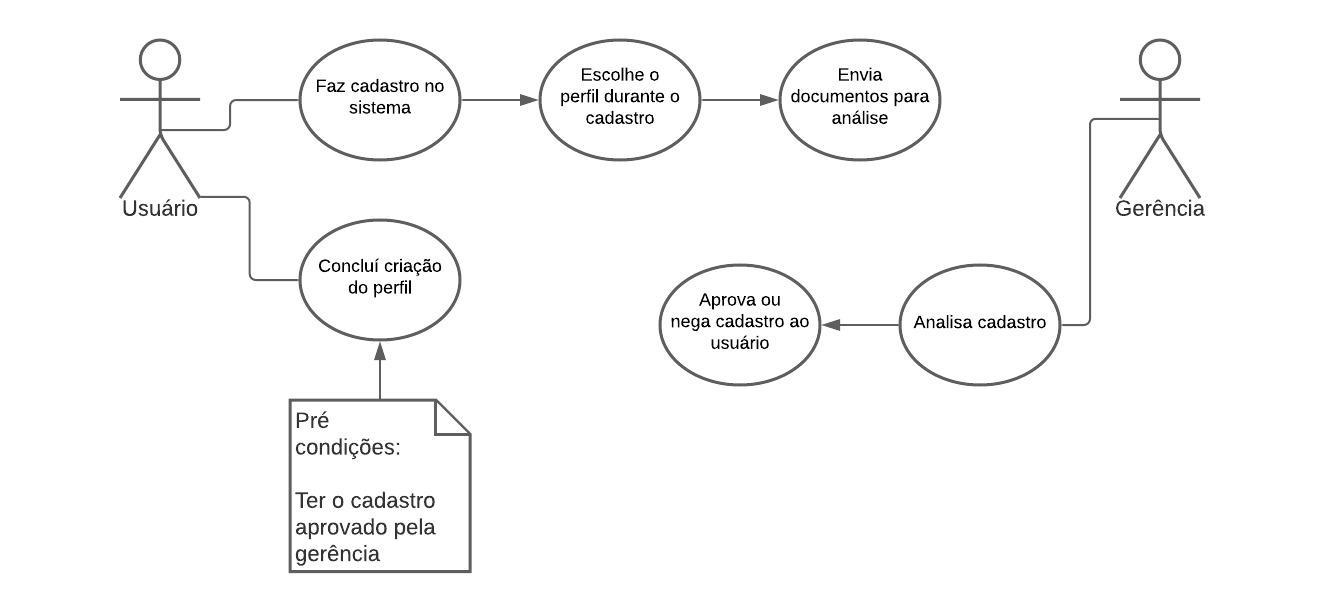 Faz cadastro no
sistema
Escolhe o
perfil durante o
cadastro
Envia
documentos para
análise
Usuário
Gerência
Concluí criação
do perfil
Aprova ou
nega cadastro ao
usuário
Analisa cadastro
Pré
condições:
Ter o cadastro
aprovado pela
gerência